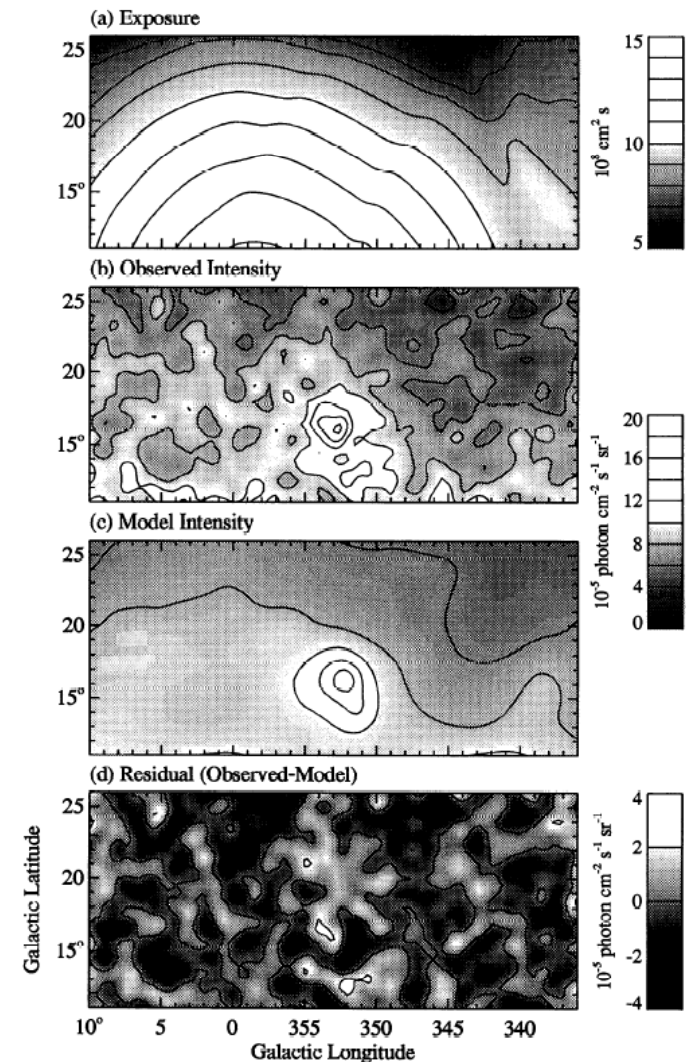 (a) Exposure
25
20
15°
15
10
5
10⁸ cm² s
(b) Observed Intensity
25
20
15°
(c) Model Intensity
25
20
15°
20
16
12
8
4
0
10⁻⁵ photon cm⁻² s⁻¹ sr⁻¹
(d) Residual (Observed-Model)
25
20
15°
4
2
0
-2
-4
10⁻⁵ photon cm⁻² s⁻¹ sr⁻¹
Galactic Latitude
10° 5 0 355 350 345 340
Galactic Longitude